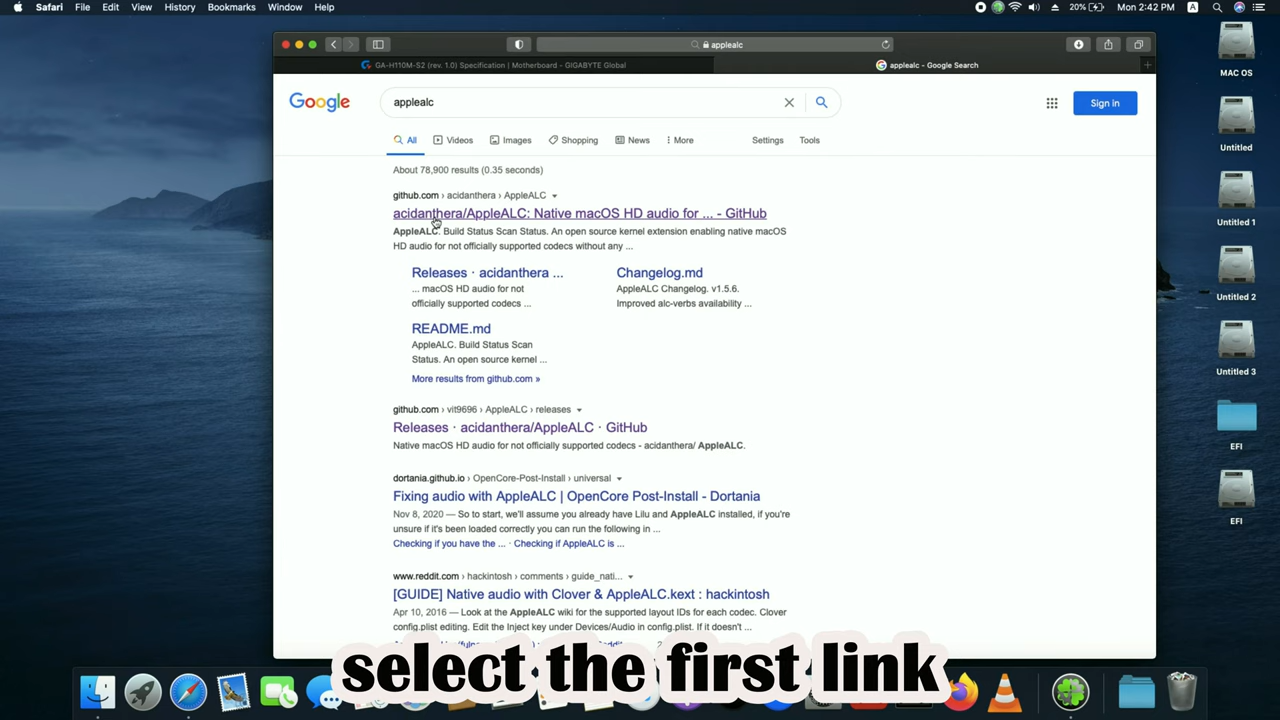 Safari File Edit View History Bookmarks Window Help
20% Mon 2:42 PM A
applealc
GA-H110M-S2 (rev. 1.0) Specification | Motherboard - GIGABYTE Global
applealc - Google Search
Google
applealc
Sign in
All Videos Images Shopping News More Settings Tools
About 78,900 results (0.35 seconds)
github.com › acidanthera › AppleALC
acidanthera/AppleALC: Native macOS HD audio for ... - GitHub
AppleALC. Build Status Scan Status. An open source kernel extension enabling native macOS
HD audio for not officially supported codecs without any ...
Releases · acidanthera ...
... macOS HD audio for not
officially supported codecs ...
Changelog.md
AppleALC Changelog. v1.5.6.
Improved alc-verbs availability ...
README.md
AppleALC. Build Status Scan
Status. An open source kernel ...
More results from github.com »
github.com › vit9696 › AppleALC › releases
Releases · acidanthera/AppleALC · GitHub
Native macOS HD audio for not officially supported codecs - acidanthera/ AppleALC.
dortania.github.io › OpenCore-Post-Install › universal
Fixing audio with AppleALC | OpenCore Post-Install - Dortania
Nov 8, 2020 — So to start, we'll assume you already have Lilu and AppleALC installed, if you're
unsure if it's been loaded correctly you can run the following in ...
Checking if you have the ... · Checking if AppleALC is ...
www.reddit.com › hackintosh › comments › guide_nati...
[GUIDE] Native audio with Clover & AppleALC.kext : hackintosh
Apr 10, 2016 — Look at the AppleALC wiki for the supported layout IDs for each codec. Clover
config.plist editing. Edit the Inject key under Devices/Audio in config.plist. If it doesn't ...
MAC OS
Untitled
Untitled 1
Untitled 2
Untitled 3
EFI
EFI
select the first link